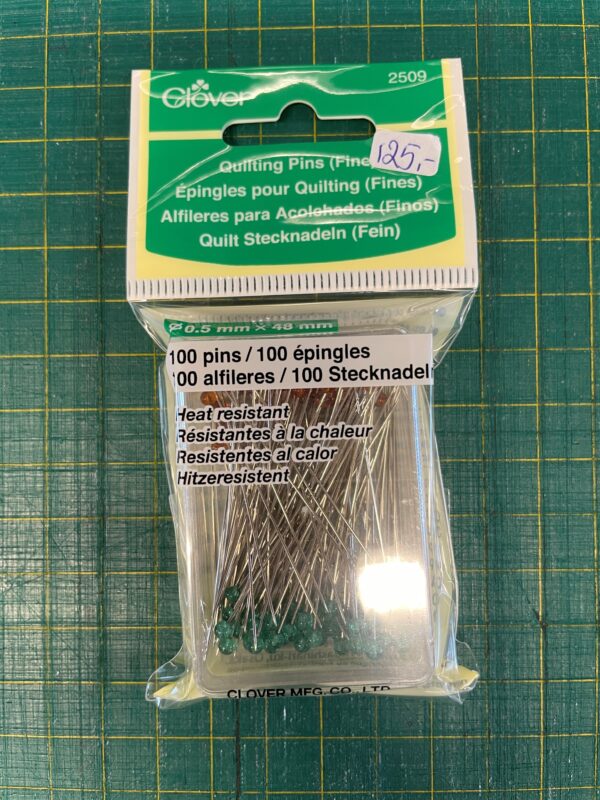 Clover
2509
Quilting Pins (Fine
125,-
Épingles pour Quilting (Fines)
Alfileres para Acolchados (Finos)
Quilt Stecknadeln (Fein)
Ø 0.5 mm × 48 mm
100 pins / 100 épingles
100 alfileres / 100 Stecknadeln
Heat resistant
Résistantes à la chaleur
Resistentes al calor
Hitzeresistent
CLOVER MFG. CO., LTD.